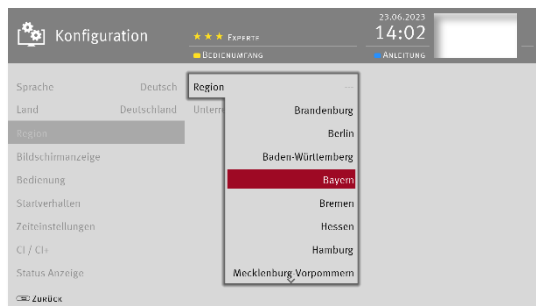 23.06.2023
Konfiguration
★ ★ ★ EXPERTE
14:02
BEDIENUMFANG
ANLEITUNG
Sprache Deutsch
Region
Land Deutschland
Untern
Brandenburg
Region
Berlin
Bildschirmanzeige
Baden-Württemberg
Bedienung
Bayern
Startverhalten
Bremen
Zeiteinstellungen
Hessen
CI / CI+
Hamburg
Status Anzeige
Mecklenburg-Vorpommern
ZURÜCK